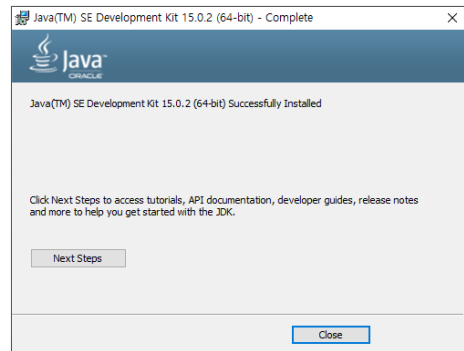 Java(TM) SE Development Kit 15.0.2 (64-bit) - Complete
Java
ORACLE
Java(TM) SE Development Kit 15.0.2 (64-bit) Successfully Installed
Click Next Steps to access tutorials, API documentation, developer guides, release notes
and more to help you get started with the JDK.
Next Steps
Close